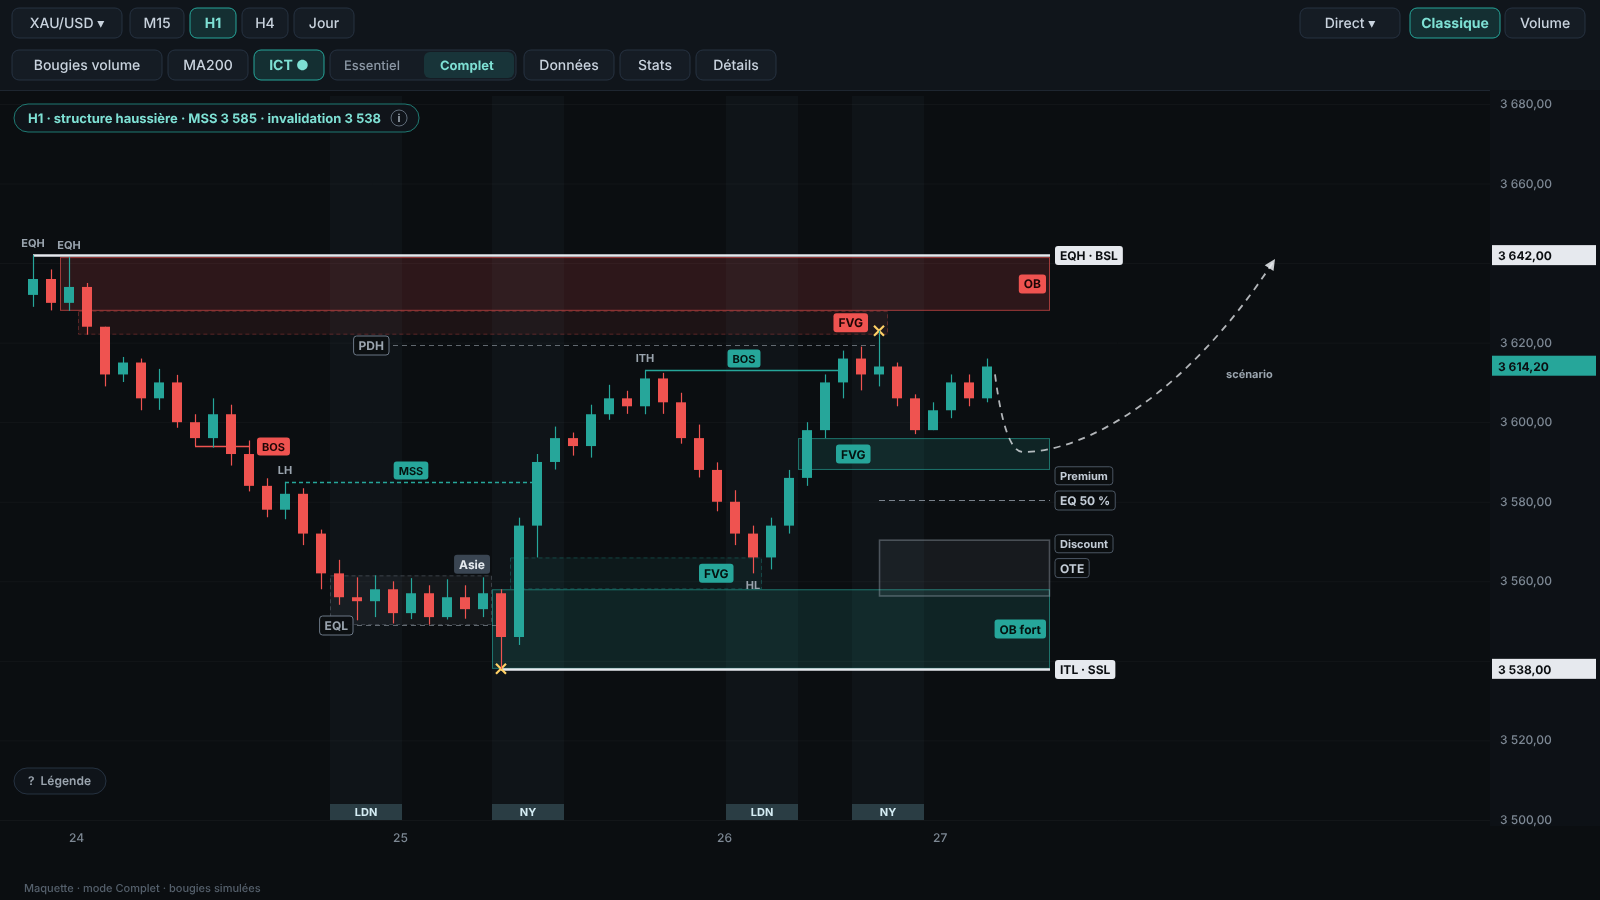 XAU/USD ▾ M15 H1 H4 Jour Direct ▾ Classique Volume
Bougies volume MA200 ICT ● Essentiel Complet Données Stats Détails
H1 · structure haussière · MSS 3 585 · invalidation 3 538 i
3 680,00
3 660,00
EQH EQH
EQH · BSL 3 642,00
OB
FVG
PDH
3 620,00
ITH BOS
3 614,20
scénario
3 600,00
BOS
FVG
LH MSS
Premium
EQ 50 % 3 580,00
Discount
Asie
OTE
FVG
HL
3 560,00
EQL
OB fort
ITL · SSL 3 538,00
3 520,00
? Légende
LDN NY LDN NY
3 500,00
24 25 26 27
Maquette · mode Complet · bougies simulées